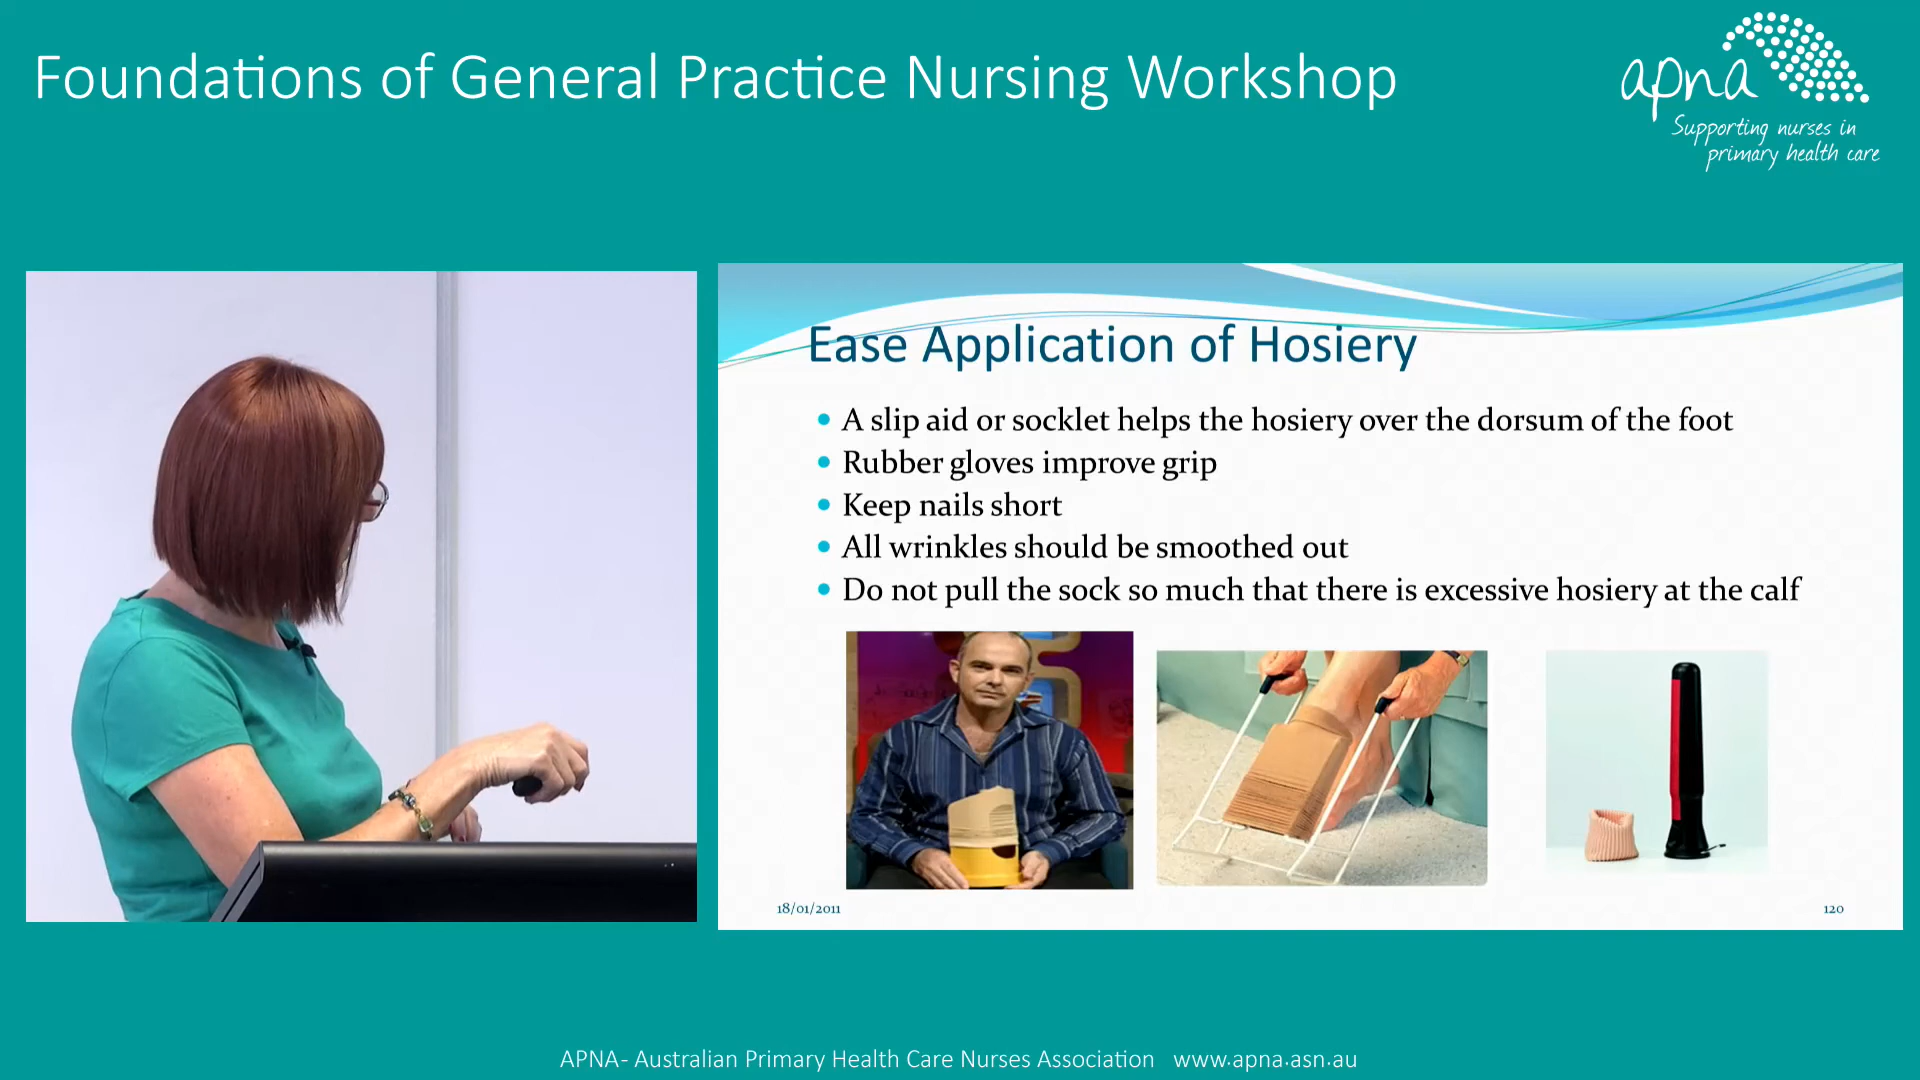 Foundations of General Practice Nursing Workshop
apna
Supporting nurses in
primary health care
Ease Application of Hosiery
• A slip aid or socklet helps the hosiery over the dorsum of the foot
• Rubber gloves improve grip
• Keep nails short
• All wrinkles should be smoothed out
• Do not pull the sock so much that there is excessive hosiery at the calf
18/01/2011
120
APNA- Australian Primary Health Care Nurses Association www.apna.asn.au